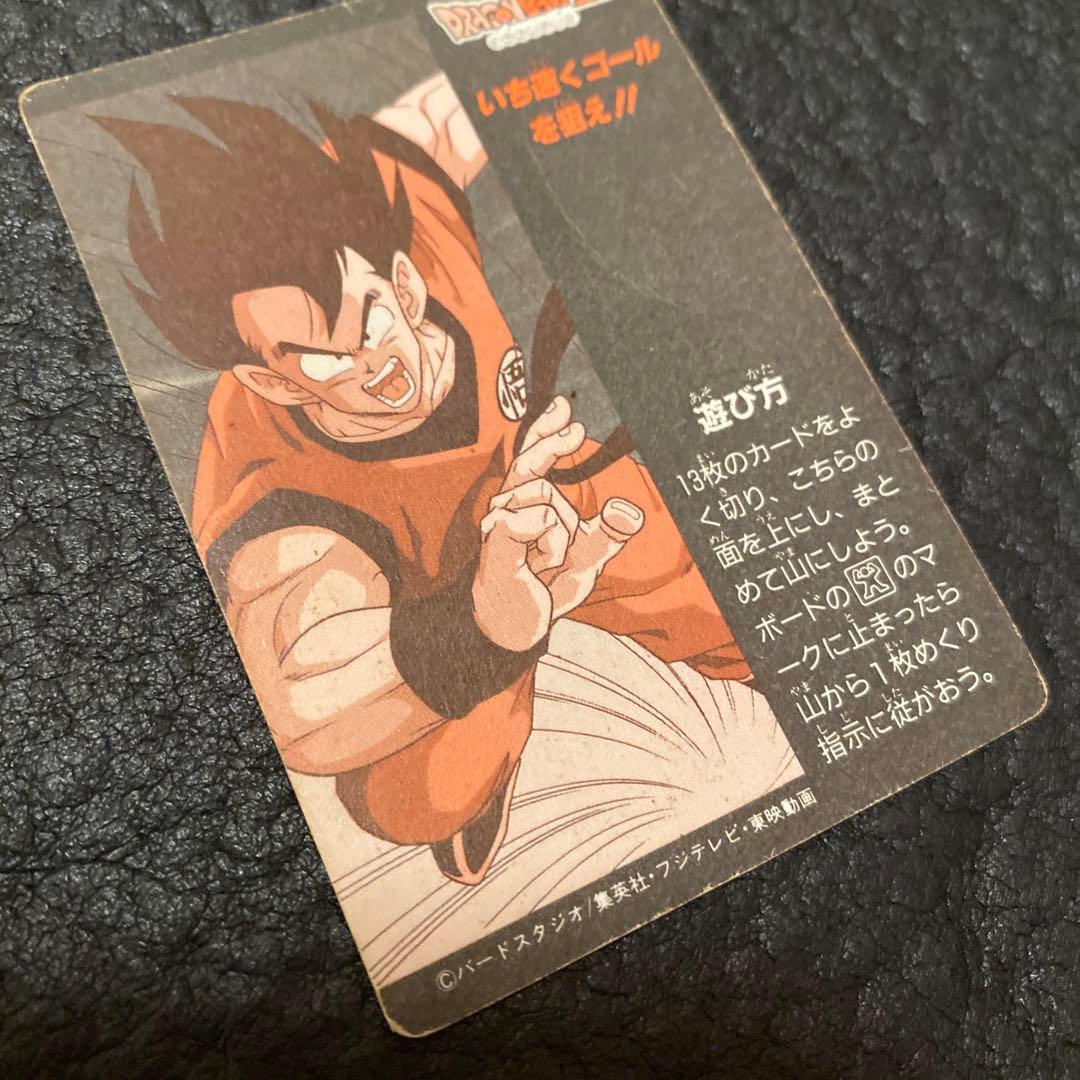 DRAGON BALL Z
いち速くゴール
を狙え!!
悟
遊び方
13枚のカードをよ
く切り、こちらの
面を上にし、まと
めて山にしよう。
ボードの のマ
ークに止まったら
山から1枚めくり
指示に従がおう。
©バードスタジオ/集英社・フジテレビ・東映動画